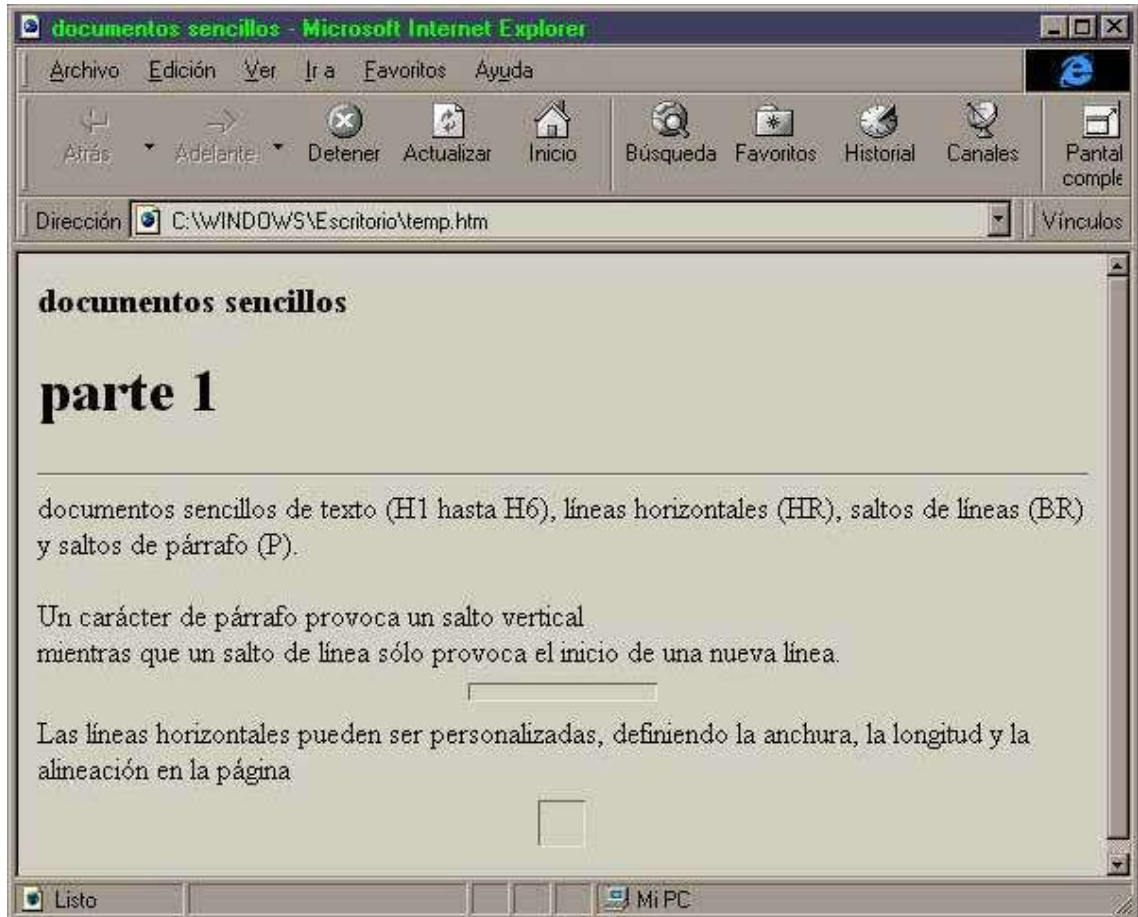 documentos sencillos - Microsoft Internet Explorer
Archivo Edición Ver Ir a Favoritos Ayuda
Atrás Adelante Detener Actualizar Inicio Búsqueda Favoritos Historial Canales Pantal
comple
Dirección C:\WINDOWS\Escritorio\temp.htm Vínculos
documentos sencillos
parte 1
documentos sencillos de texto (H1 hasta H6), líneas horizontales (HR), saltos de líneas (BR)
y saltos de párrafo (P).
Un carácter de párrafo provoca un salto vertical
mientras que un salto de línea sólo provoca el inicio de una nueva línea.
Las líneas horizontales pueden ser personalizadas, definiendo la anchura, la longitud y la
alineación en la página
Listo Mi PC